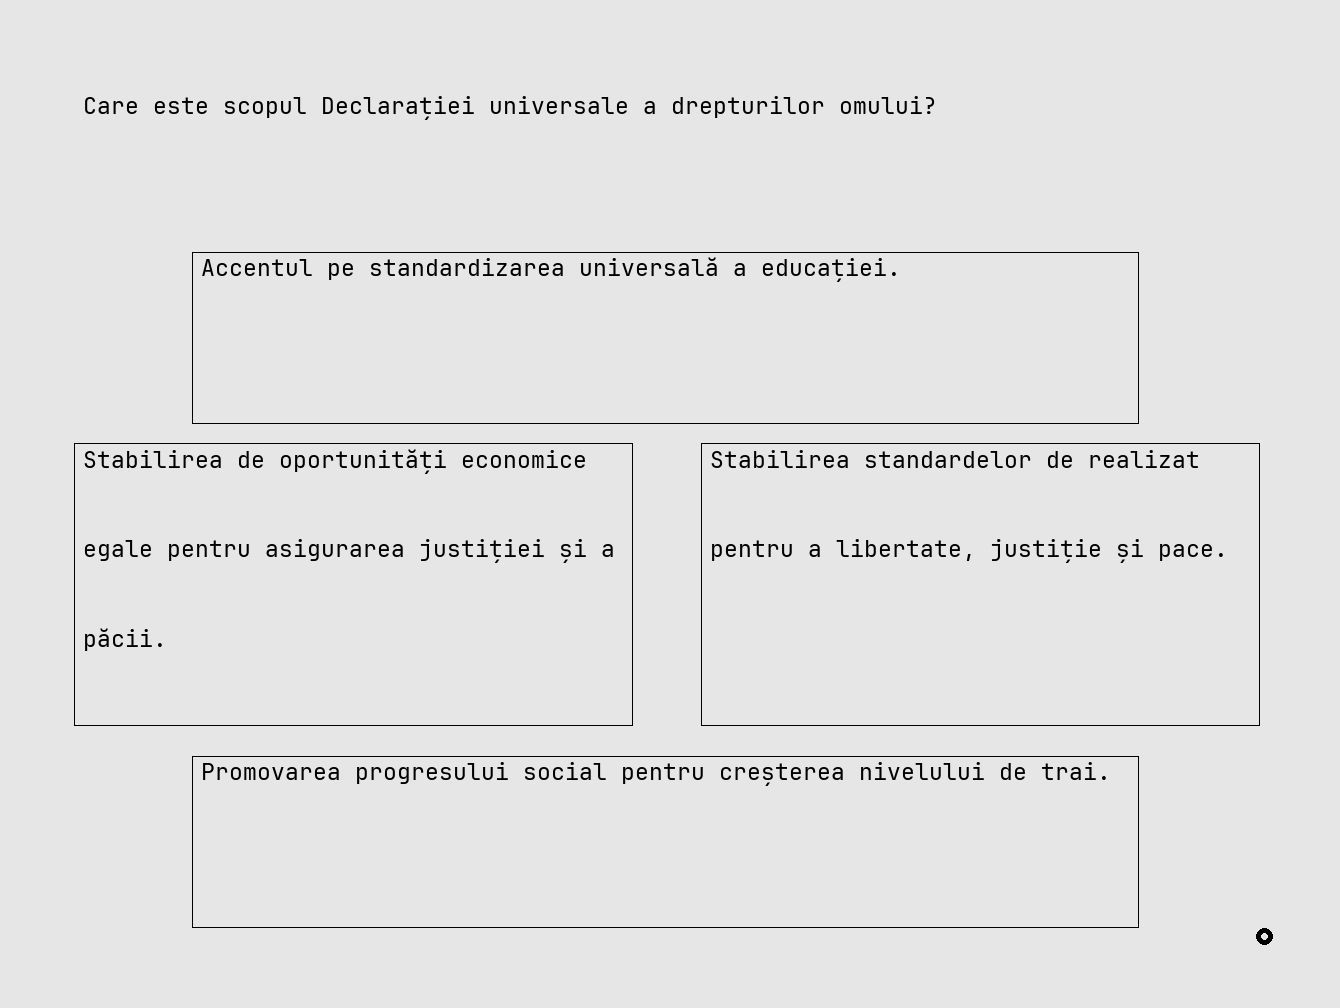 Care este scopul Declarației universale a drepturilor omului?
Accentul pe standardizarea universală a educației.
Stabilirea de oportunități economice
egale pentru asigurarea justiției și a
păcii.
Stabilirea standardelor de realizat
pentru a libertate, justiție și pace.
Promovarea progresului social pentru creșterea nivelului de trai.